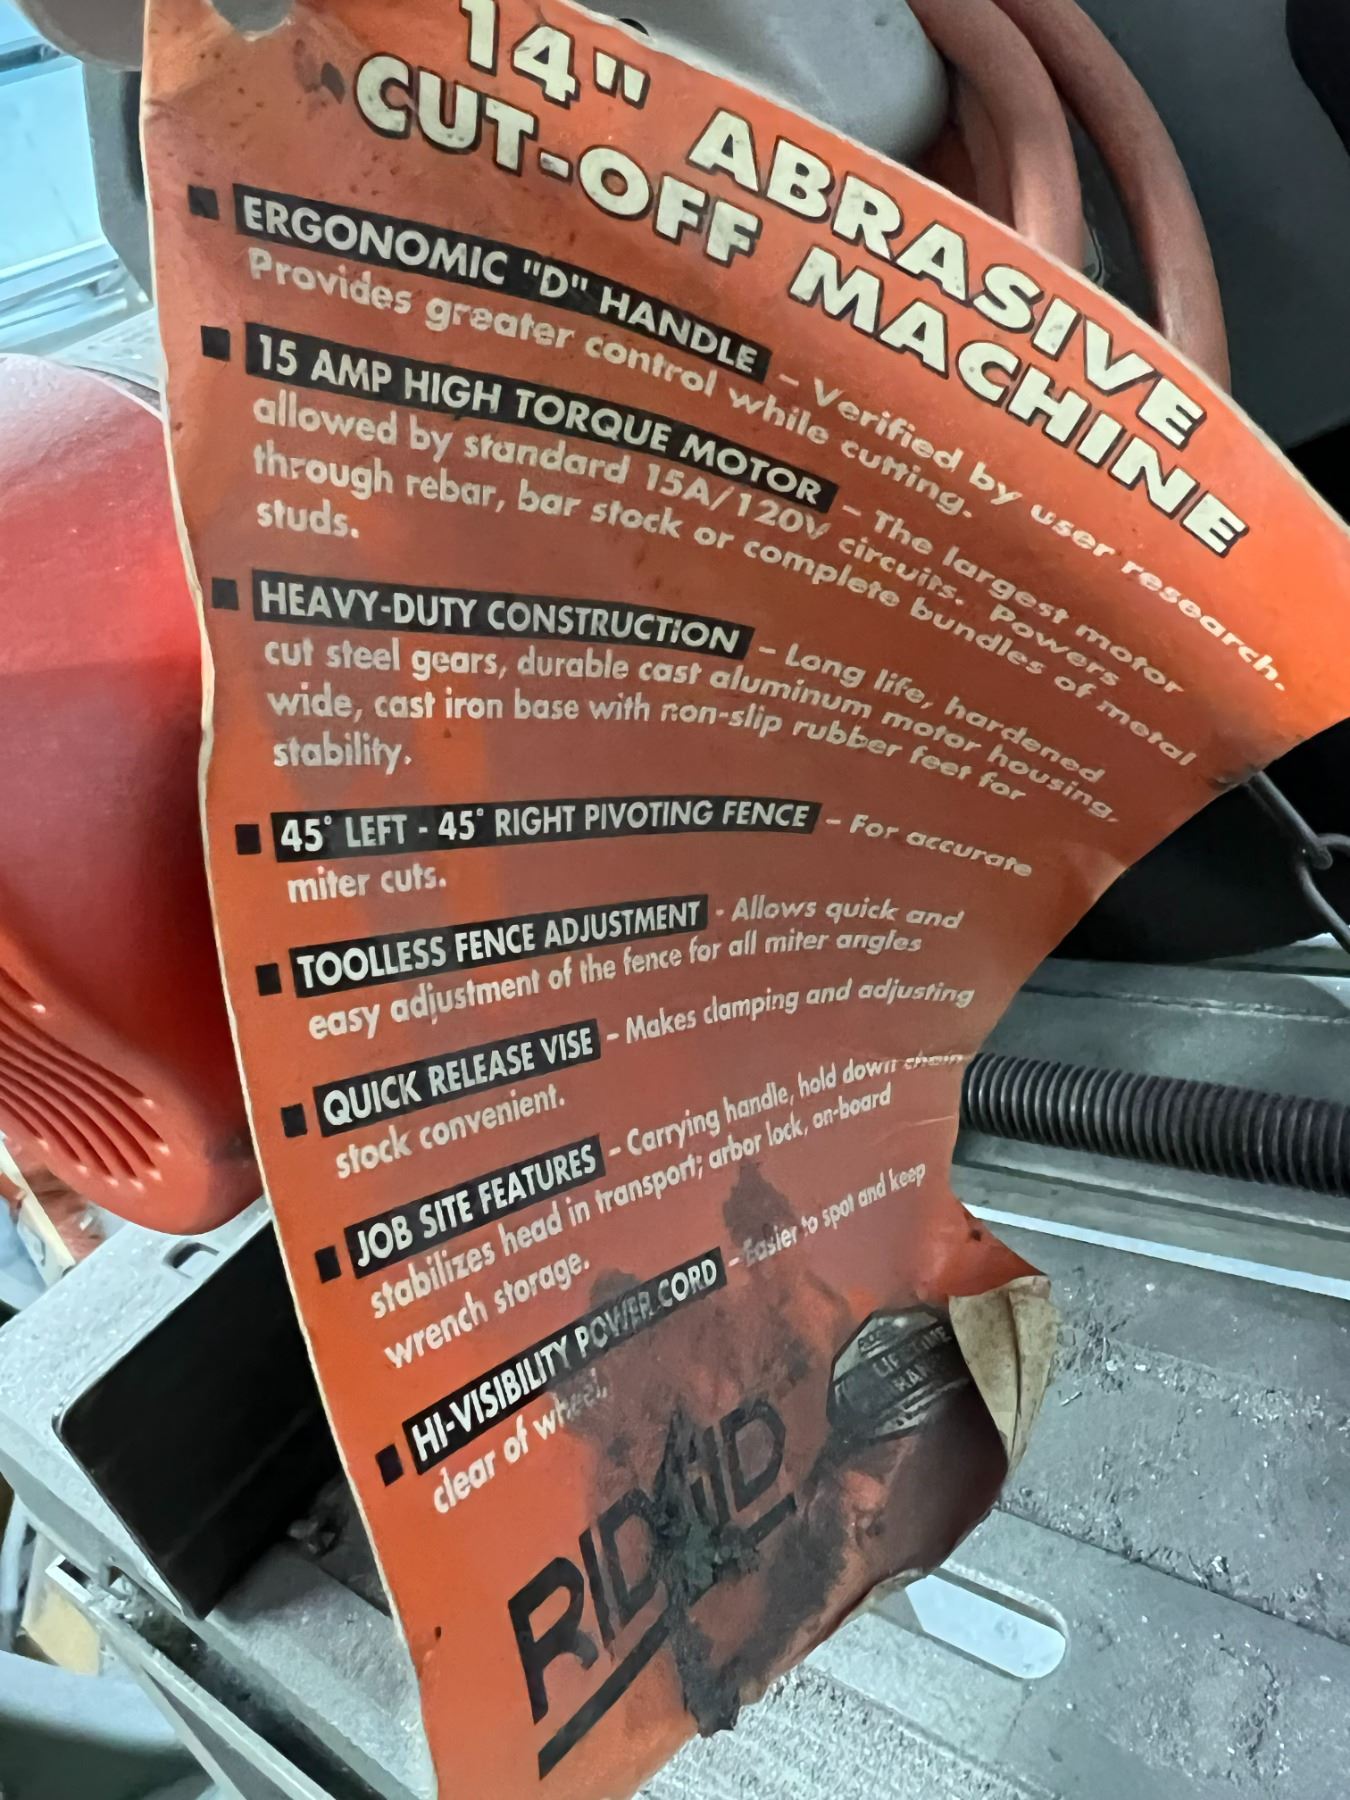 14" ABRASIVE
CUT-OFF MACHINE
ERGONOMIC "D" HANDLE – Verified by user research.
Provides greater control while cutting.
15 AMP HIGH TORQUE MOTOR – The largest motor
allowed by standard 15A/120V circuits. Powers
through rebar, bar stock or complete bundles of metal
studs.
HEAVY-DUTY CONSTRUCTION – Long life, hardened
cut steel gears, durable cast aluminum motor housing,
wide, cast iron base with non-slip rubber feet for
stability.
45° LEFT - 45° RIGHT PIVOTING FENCE – For accurate
miter cuts.
TOOLLESS FENCE ADJUSTMENT - Allows quick and
easy adjustment of the fence for all miter angles
QUICK RELEASE VISE – Makes clamping and adjusting
stock convenient.
JOB SITE FEATURES – Carrying handle, hold down chain
stabilizes head in transport; arbor lock, on-board
wrench storage.
HI-VISIBILITY POWER CORD – Easier to spot and keep
clear of wheel.
LIFETIME
RIDGID